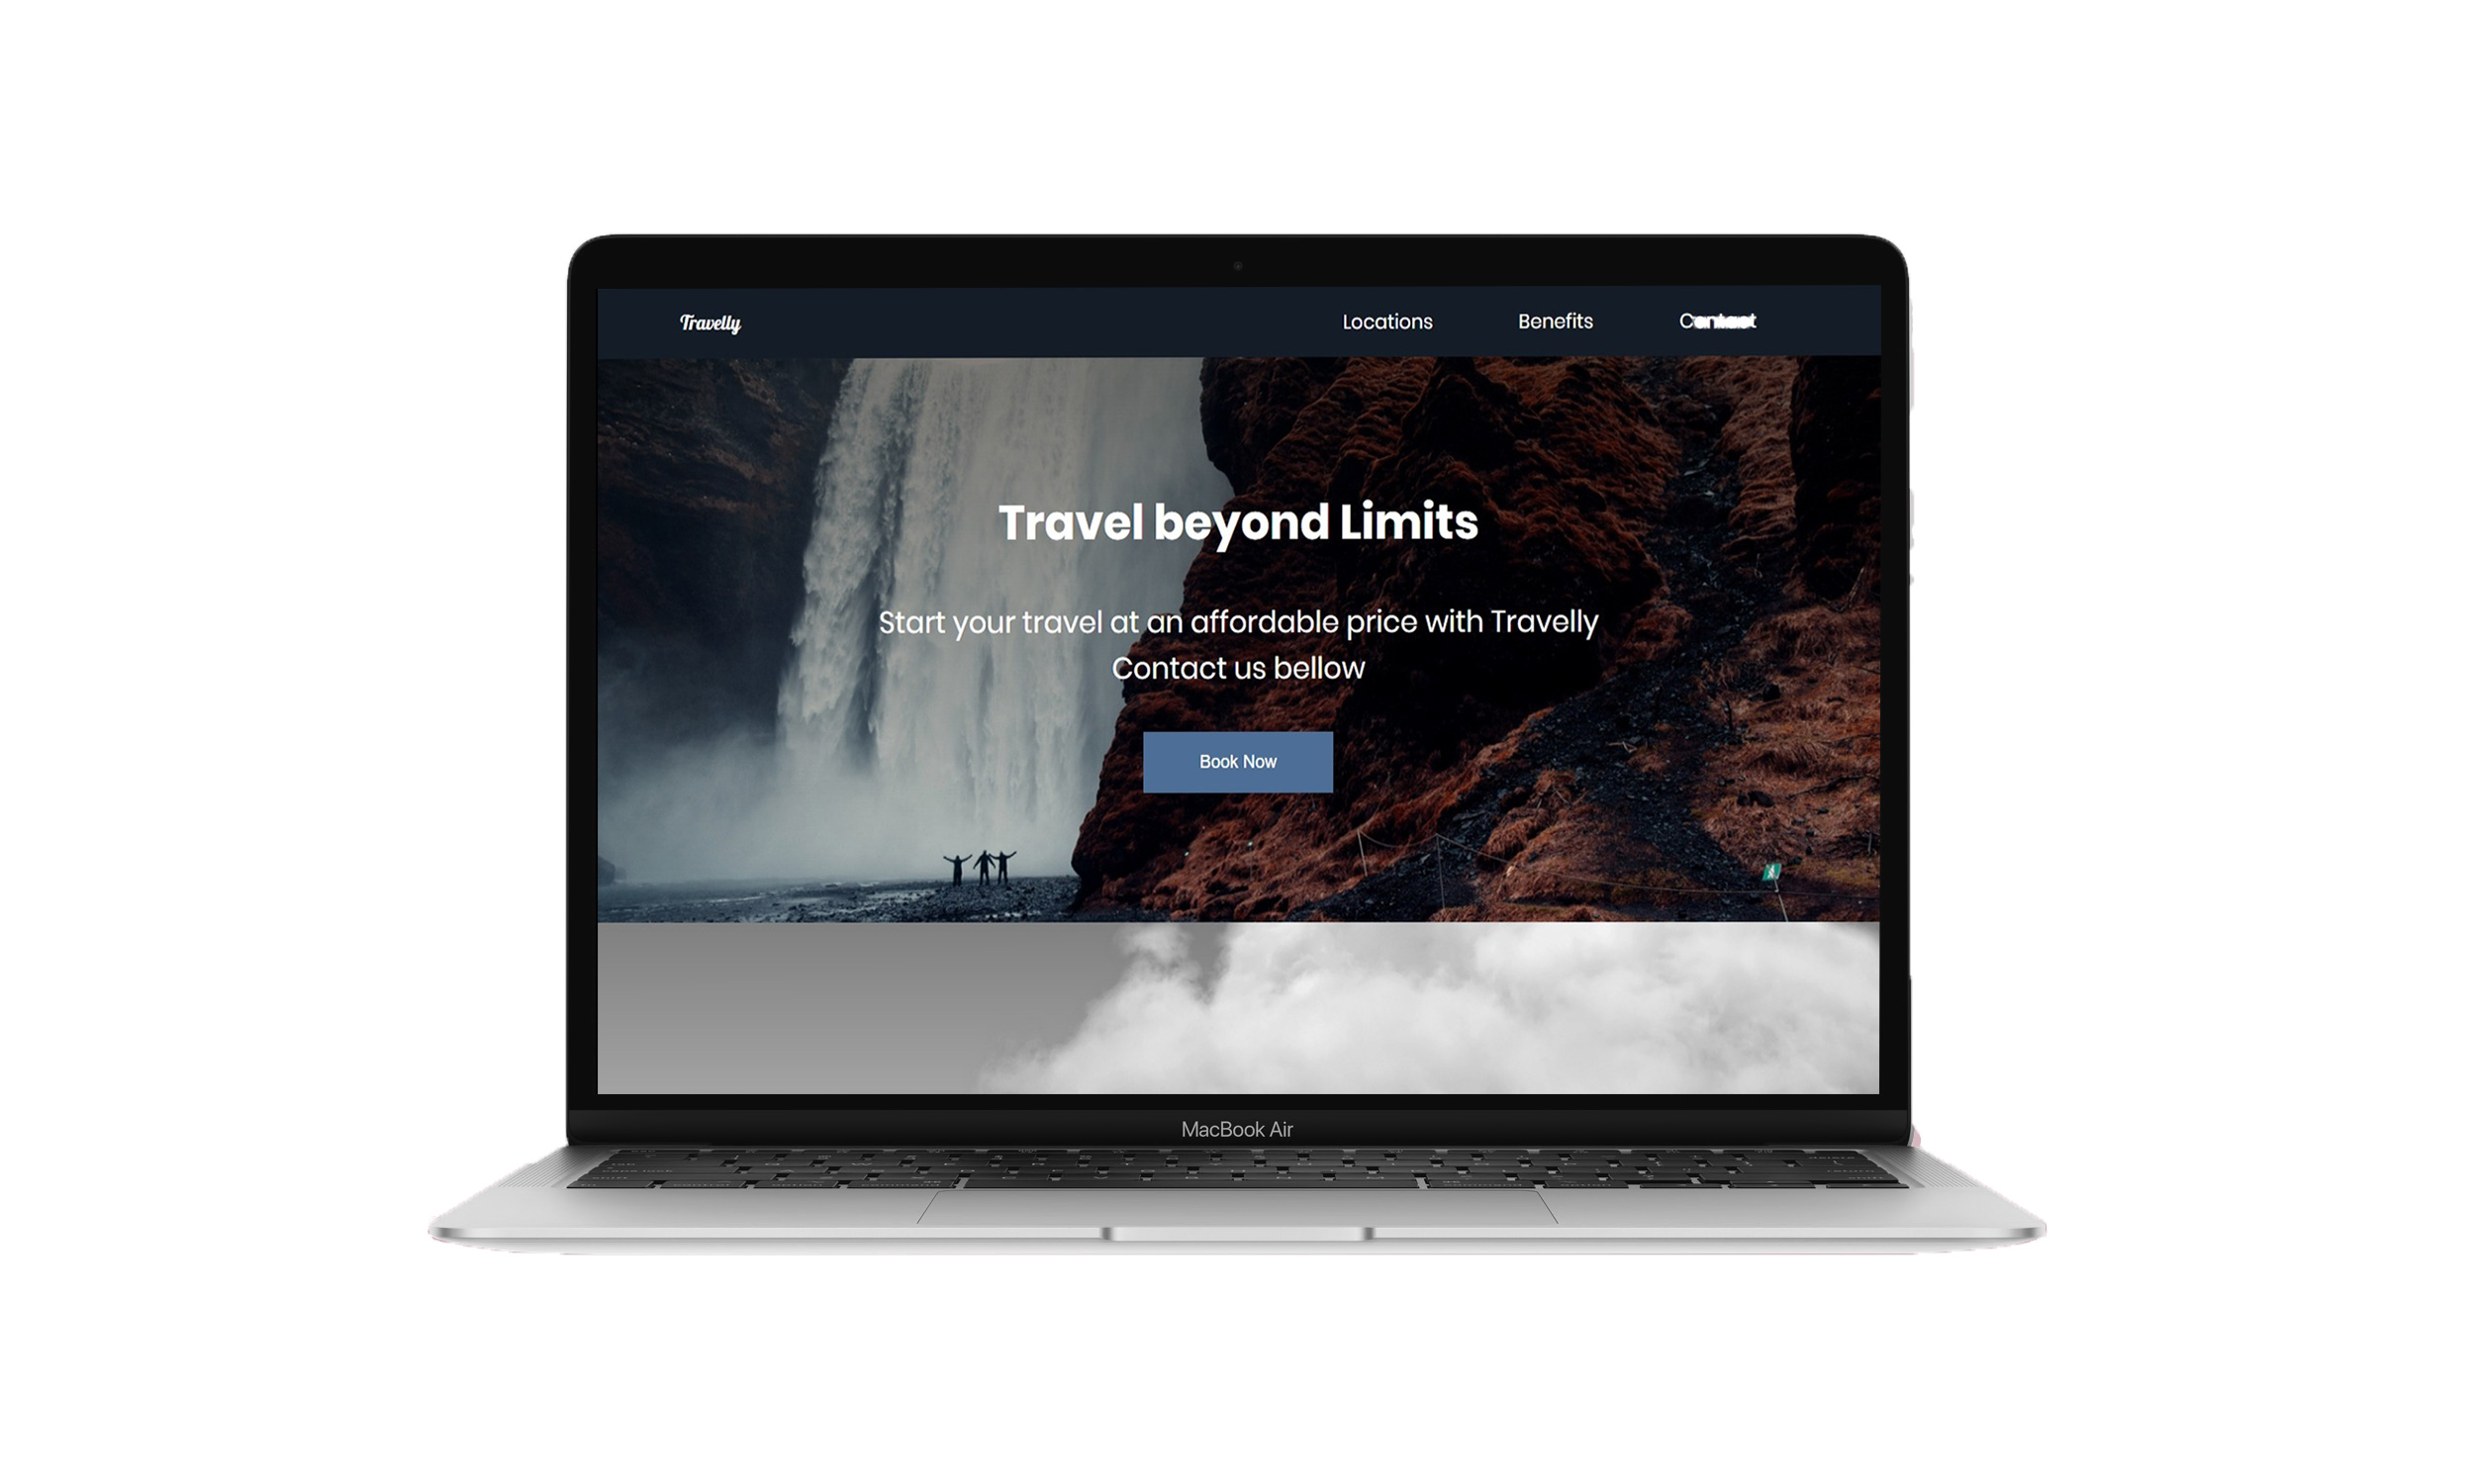 Travelly
Locations
Benefits
Travel beyond Limits
Start your travel at an affordable price with Travelly
Contact us bellow
Book Now
MacBook Air